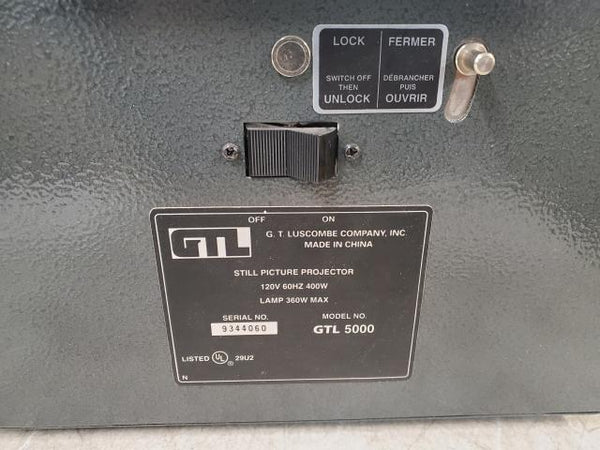 LOCK FERMER
SWITCH OFF DÉBRANCHER
THEN PUIS
UNLOCK OUVRIR
OFF ON
GTL G. T. LUSCOMBE COMPANY, INC.
MADE IN CHINA
STILL PICTURE PROJECTOR
120V 60HZ 400W
LAMP 360W MAX
SERIAL NO. MODEL NO.
9344060 GTL 5000
LISTED UL ® 29U2
N